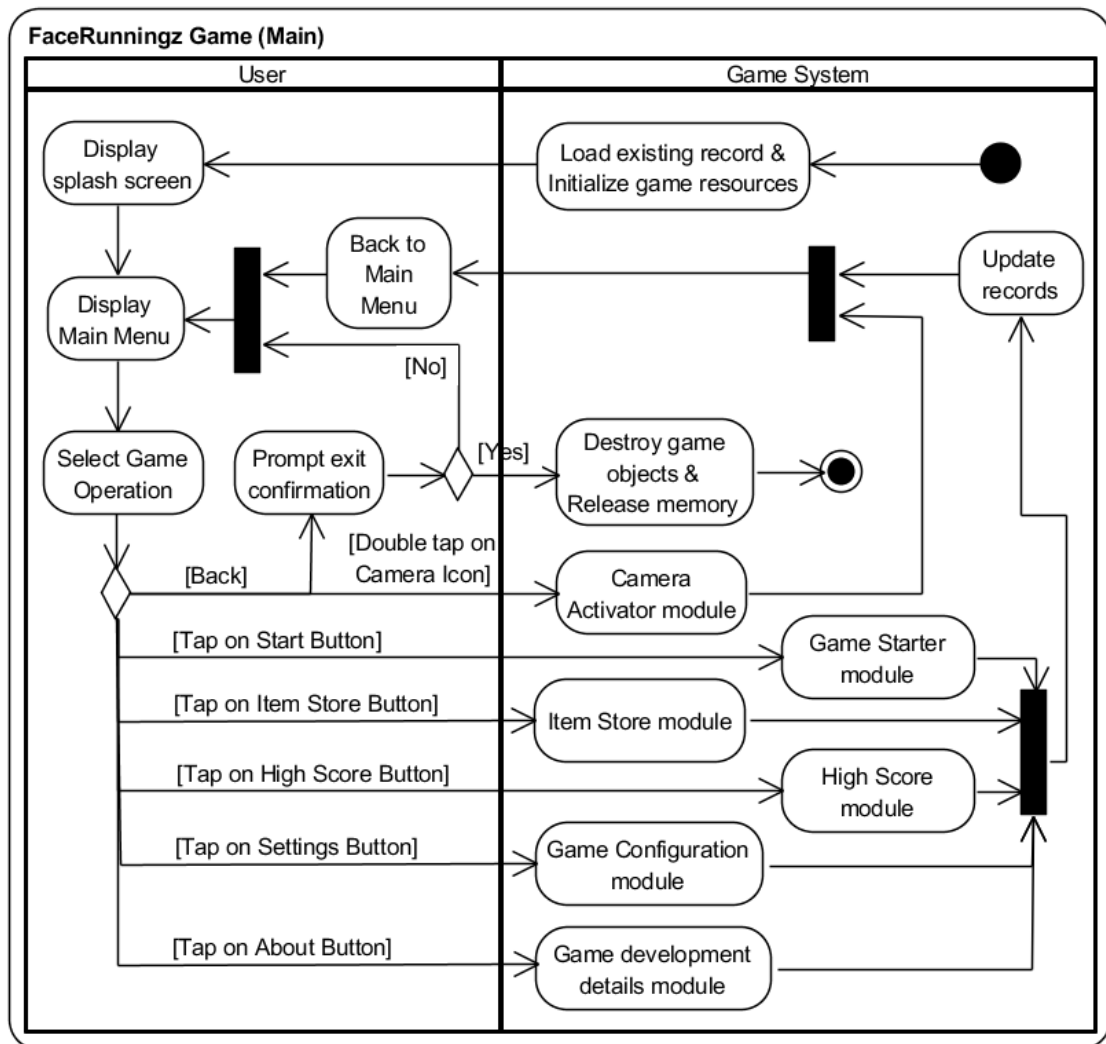 FaceRunningz Game (Main)
User
Game System
Display
splash screen
Load existing record &
Initialize game resources
Back to
Main
Menu
Update
records
Display
Main Menu
[No]
Select Game
Operation
Prompt exit
confirmation
[Yes]
Destroy game
objects &
Release memory
[Back]
[Double tap on
Camera Icon]
Camera
Activator module
[Tap on Start Button]
Game Starter
module
[Tap on Item Store Button]
Item Store module
[Tap on High Score Button]
High Score
module
[Tap on Settings Button]
Game Configuration
module
[Tap on About Button]
Game development
details module